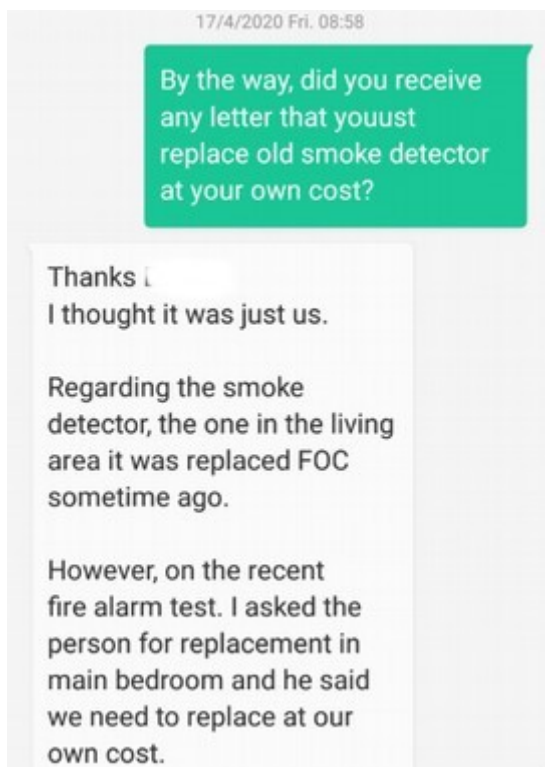 17/4/2020 Fri. 08:58
By the way, did you receive
any letter that youust
replace old smoke detector
at your own cost?
Thanks
I thought it was just us.
Regarding the smoke
detector, the one in the living
area it was replaced FOC
sometime ago.
However, on the recent
fire alarm test. I asked the
person for replacement in
main bedroom and he said
we need to replace at our
own cost.